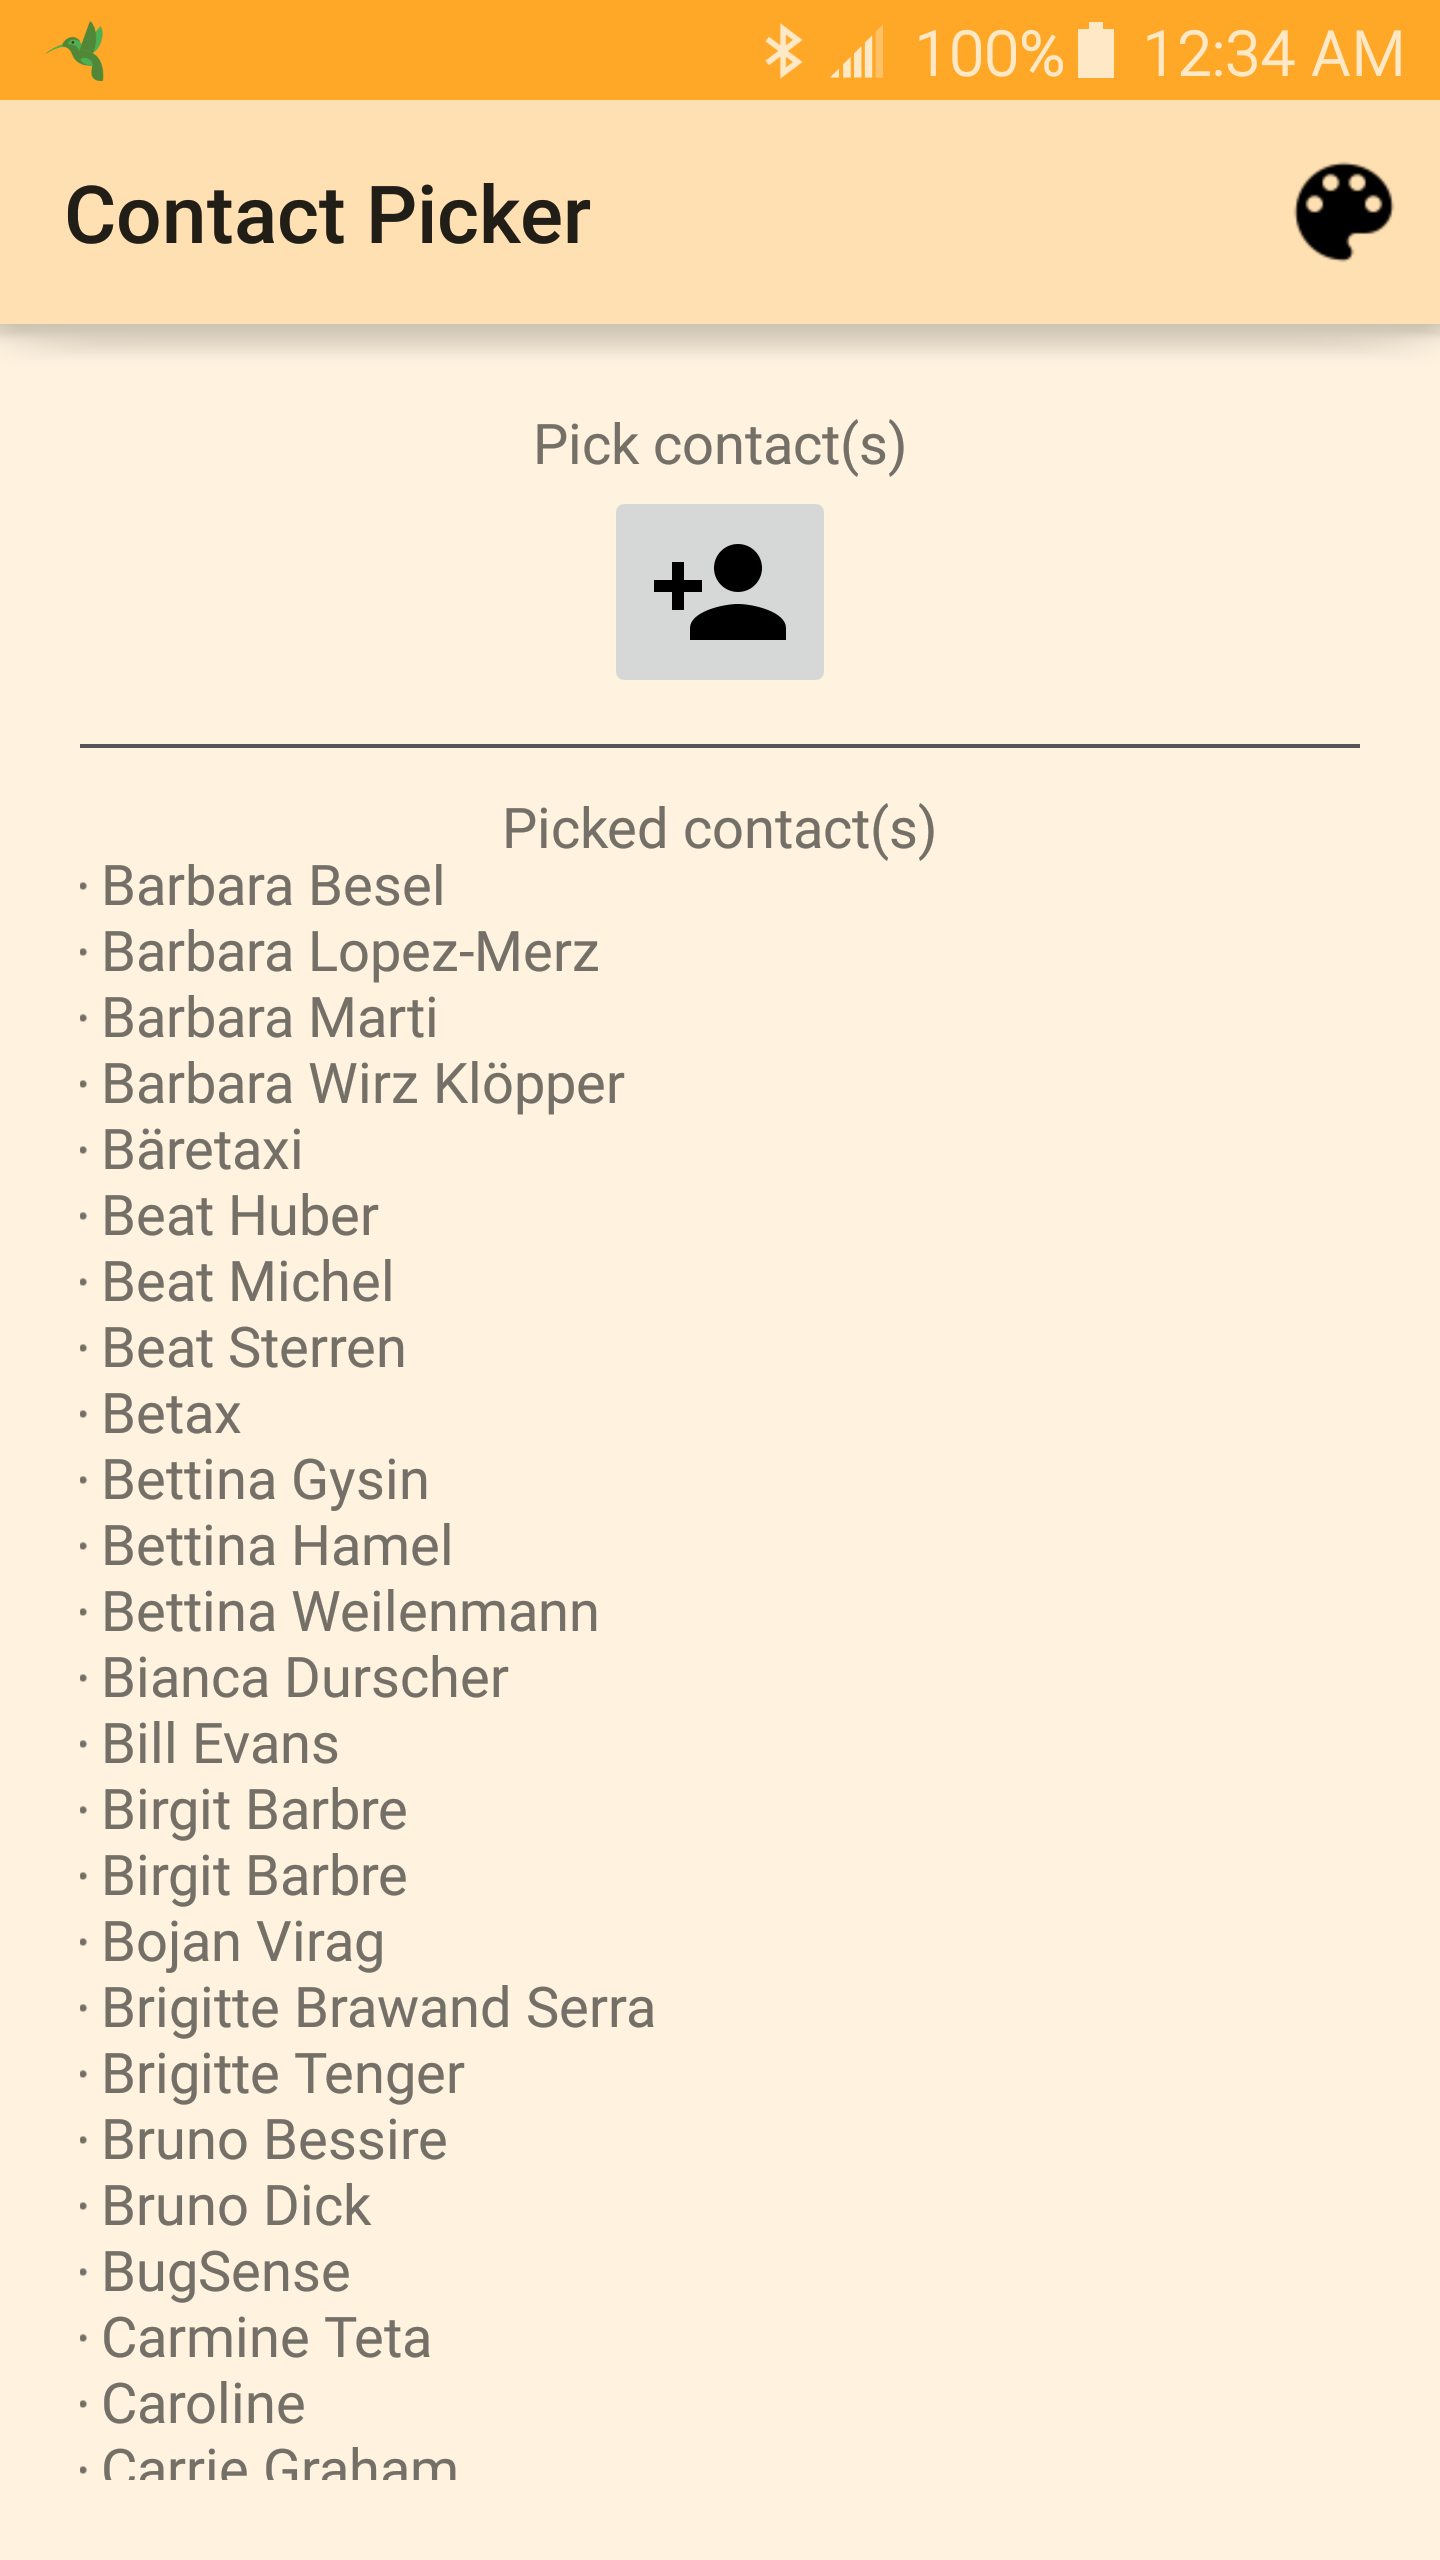 100% 12:34 AM
Contact Picker
Pick contact(s)
Picked contact(s)
· Barbara Besel
· Barbara Lopez-Merz
· Barbara Marti
· Barbara Wirz Klöpper
· Bäretaxi
· Beat Huber
· Beat Michel
· Beat Sterren
· Betax
· Bettina Gysin
· Bettina Hamel
· Bettina Weilenmann
· Bianca Durscher
· Bill Evans
· Birgit Barbre
· Birgit Barbre
· Bojan Virag
· Brigitte Brawand Serra
· Brigitte Tenger
· Bruno Bessire
· Bruno Dick
· BugSense
· Carmine Teta
· Caroline
· Carrie Graham